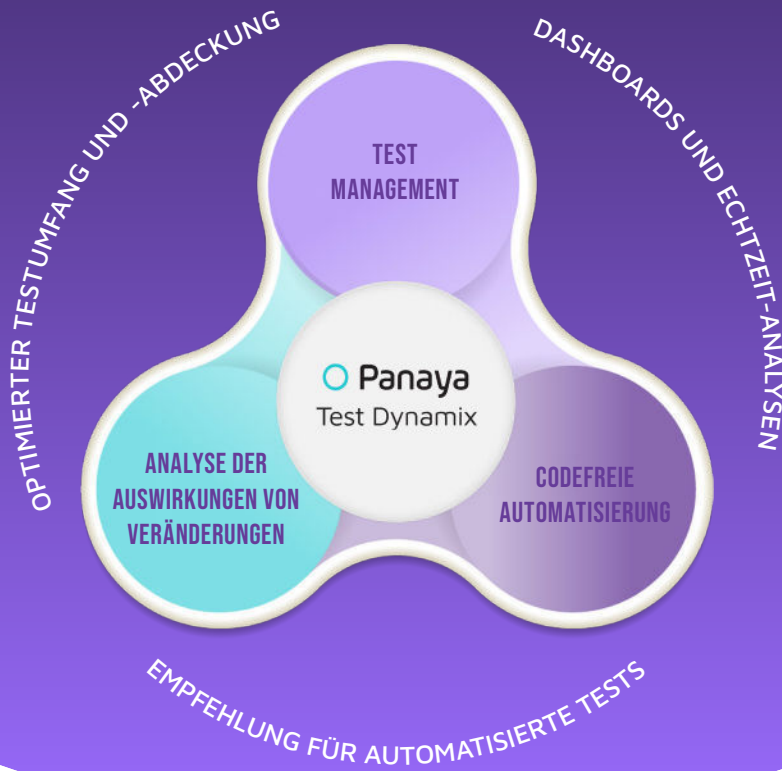 OPTIMIERTER TESTUMFANG UND -ABDECKUNG
DASHBOARDS UND ECHTZEIT-ANALYSEN
TEST
MANAGEMENT
Panaya
Test Dynamix
ANALYSE DER
AUSWIRKUNGEN VON
VERÄNDERUNGEN
CODEFREIE
AUTOMATISIERUNG
EMPFEHLUNG FÜR AUTOMATISIERTE TESTS